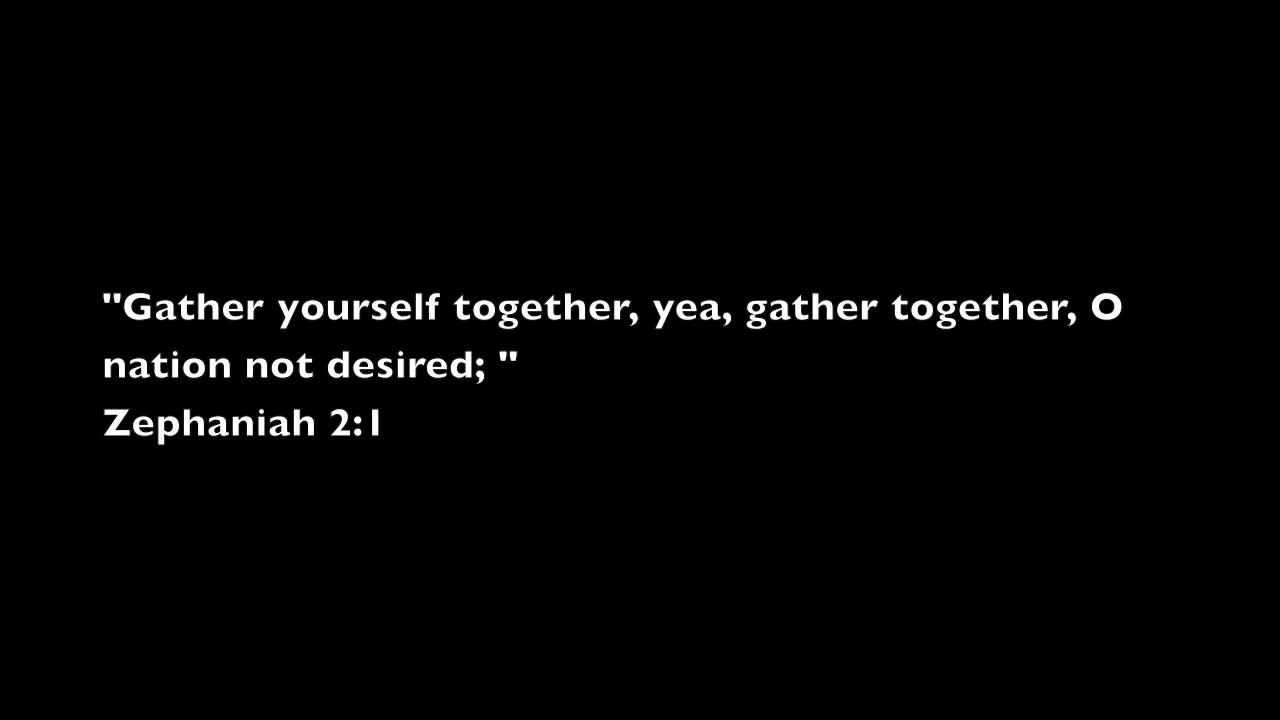 "Gather yourself together, yea, gather together, O
nation not desired; "
Zephaniah 2:1